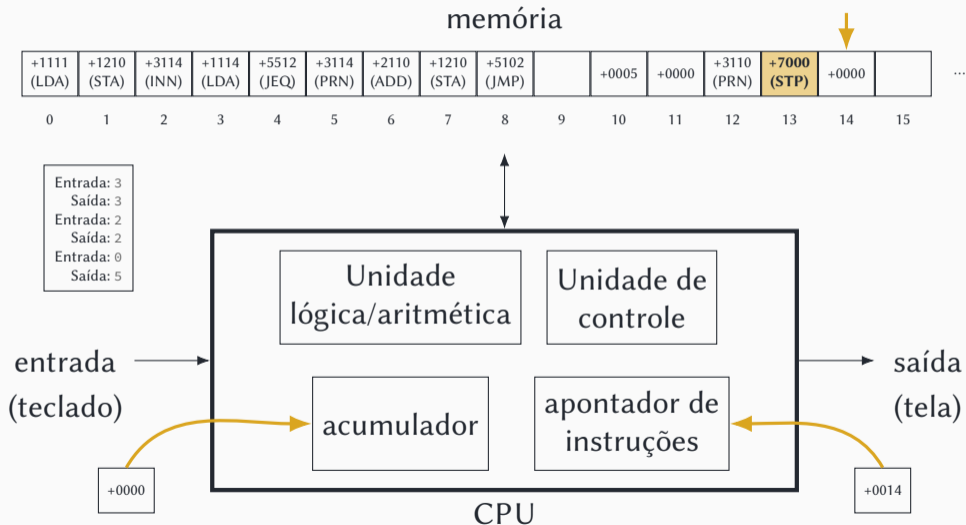 memória
+1111 +1210 +3114 +1114 +5512 +3114 +2110 +1210 +5102 +0005 +0000 +3110 +7000 +0000 ...
(LDA) (STA) (INN) (LDA) (JEQ) (PRN) (ADD) (STA) (JMP) (PRN) (STP)
0 1 2 3 4 5 6 7 8 9 10 11 12 13 14 15
Entrada: 3
Saída: 3
Entrada: 2
Saída: 2
Entrada: 0
Saída: 5
Unidade
lógica/aritmética
Unidade de
controle
entrada
(teclado)
saída
(tela)
acumulador
apontador de
instruções
+0000
+0014
CPU